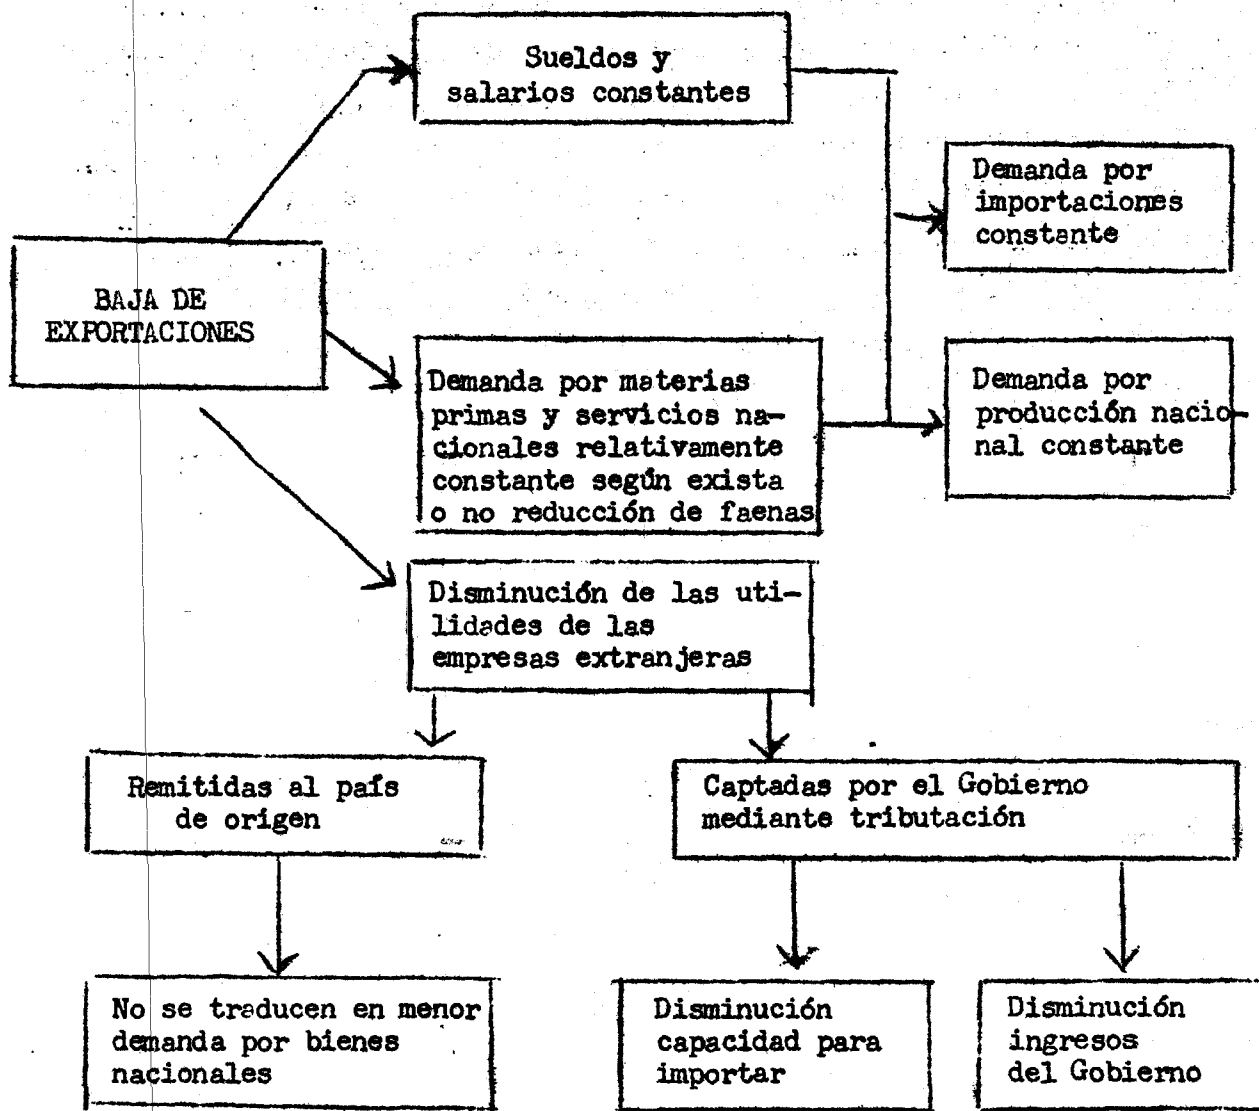 Sueldos y
salarios constantes
Demanda por
importaciones
constante
BAJA DE
EXPORTACIONES
Demanda por materias
primas y servicios na-
cionales relativamente
constante según exista
o no reducción de faenas
Demanda por
producción nacio-
nal constante
Disminución de las uti-
lidades de las
empresas extranjeras
Remitidas al país
de origen
Captadas por el Gobierno
mediante tributación
No se traducen en menor
demanda por bienes
nacionales
Disminución
capacidad para
importar
Disminución
ingresos
del Gobierno